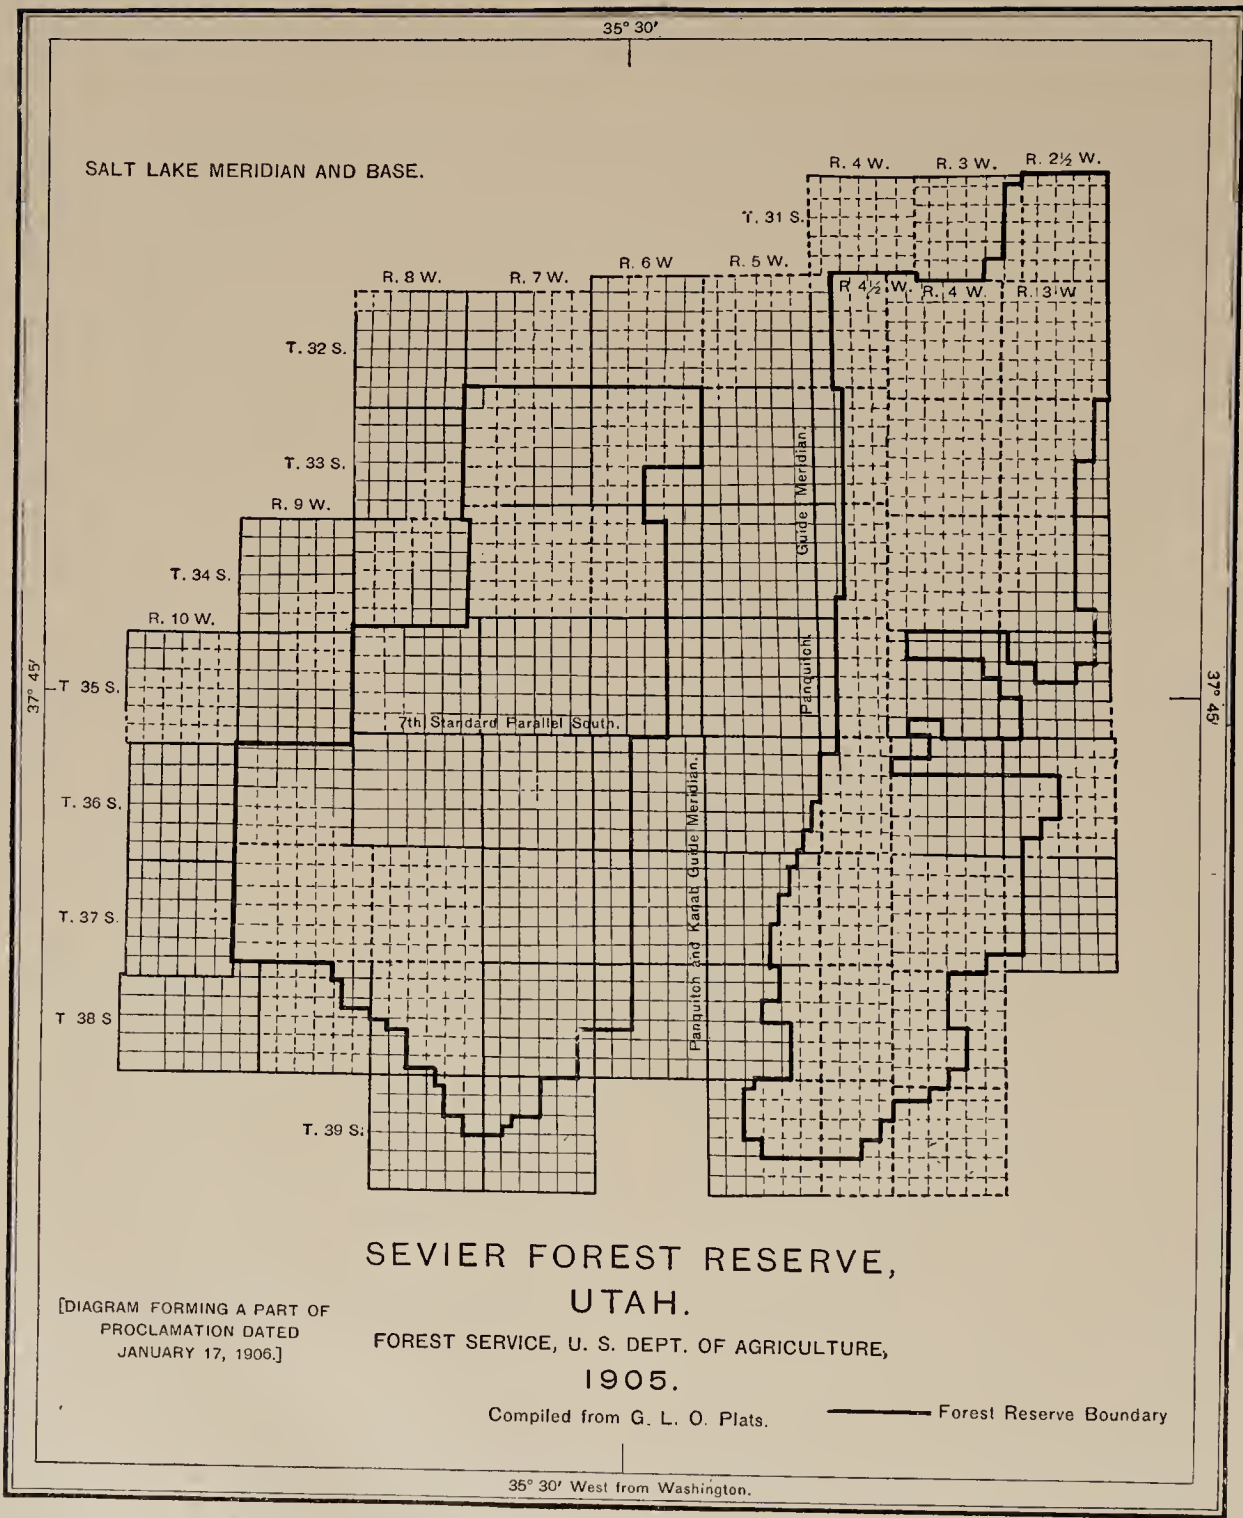 35° 30′
SALT LAKE MERIDIAN AND BASE.
R. 4 W. R. 3 W. R. 2½ W.
T. 31 S.
R. 8 W. R. 7 W. R. 6 W R. 5 W.
R 4½ W. R. 4 W. R. 3 W
T. 32 S.
T. 33 S.
Guide Meridian.
R. 9 W.
T. 34 S.
R. 10 W.
37° 45′
T 35 S.
Panquitch.
37° 45′
7th Standard Parallel South.
T. 36 S.
Panquitch and Kanab Guide Meridian.
T. 37 S.
T 38 S
T. 39 S.
SEVIER FOREST RESERVE,
UTAH.
[DIAGRAM FORMING A PART OF
PROCLAMATION DATED
JANUARY 17, 1906.]
FOREST SERVICE, U. S. DEPT. OF AGRICULTURE,
1905.
Compiled from G. L. O. Plats.
Forest Reserve Boundary
35° 30′ West from Washington.